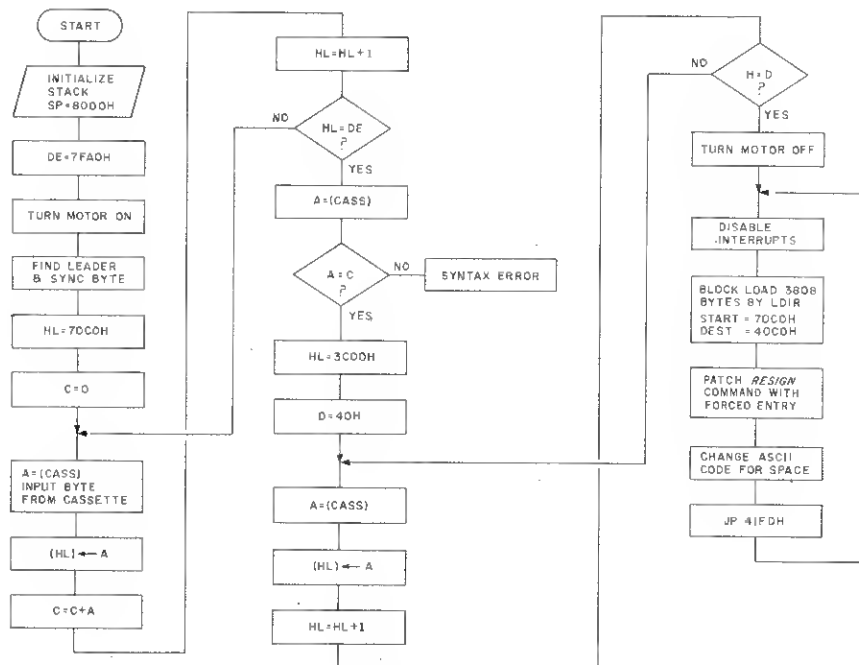 START
INITIALIZE
STACK
SP=8000H
DE=7FA0H
TURN MOTOR ON
FIND LEADER
& SYNC BYTE
HL=70C0H
C=0
A=(CASS)
INPUT BYTE
FROM CASSETTE
(HL) ← A
C=C+A
HL=HL+1
NO
HL=DE
?
YES
A=(CASS)
A=C
?
NO
SYNTAX ERROR
YES
HL=3C00H
D=40H
A=(CASS)
(HL) ← A
HL=HL+1
NO
H=D
?
YES
TURN MOTOR OFF
DISABLE
INTERRUPTS
BLOCK LOAD 3808
BYTES BY LDIR
START = 70C0H
DEST = 40C0H
PATCH RESIGN
COMMAND WITH
FORCED ENTRY
CHANGE ASCII
CODE FOR SPACE
JP 41FDH